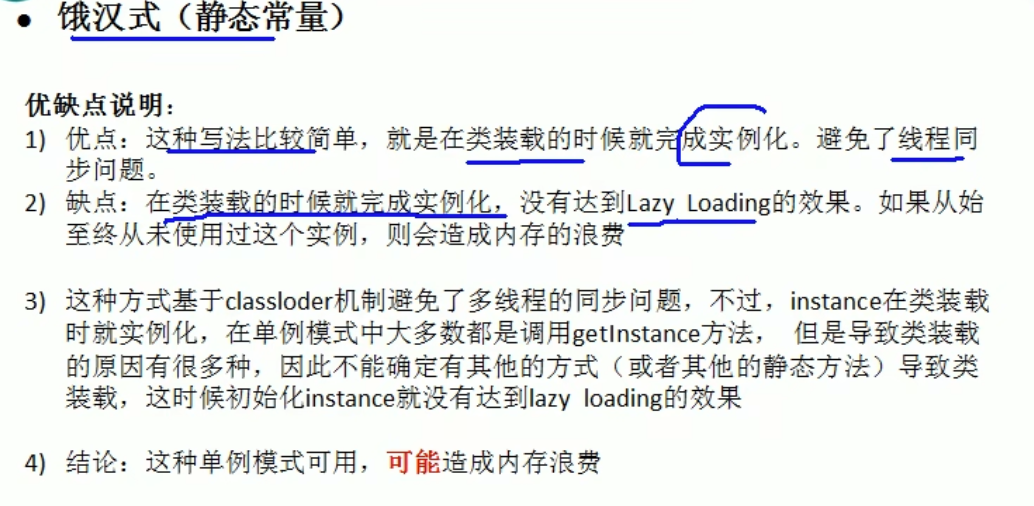 • 饿汉式（静态常量）
优缺点说明：
1) 优点：这种写法比较简单，就是在类装载的时候就完成实例化。避免了线程同
步问题。
2) 缺点：在类装载的时候就完成实例化，没有达到Lazy Loading的效果。如果从始
至终从未使用过这个实例，则会造成内存的浪费
3) 这种方式基于classloder机制避免了多线程的同步问题，不过，instance在类装载
时就实例化，在单例模式中大多数都是调用getInstance方法， 但是导致类装载
的原因有很多种，因此不能确定有其他的方式（或者其他的静态方法）导致类
装载，这时候初始化instance就没有达到lazy loading的效果
4) 结论：这种单例模式可用，可能造成内存浪费